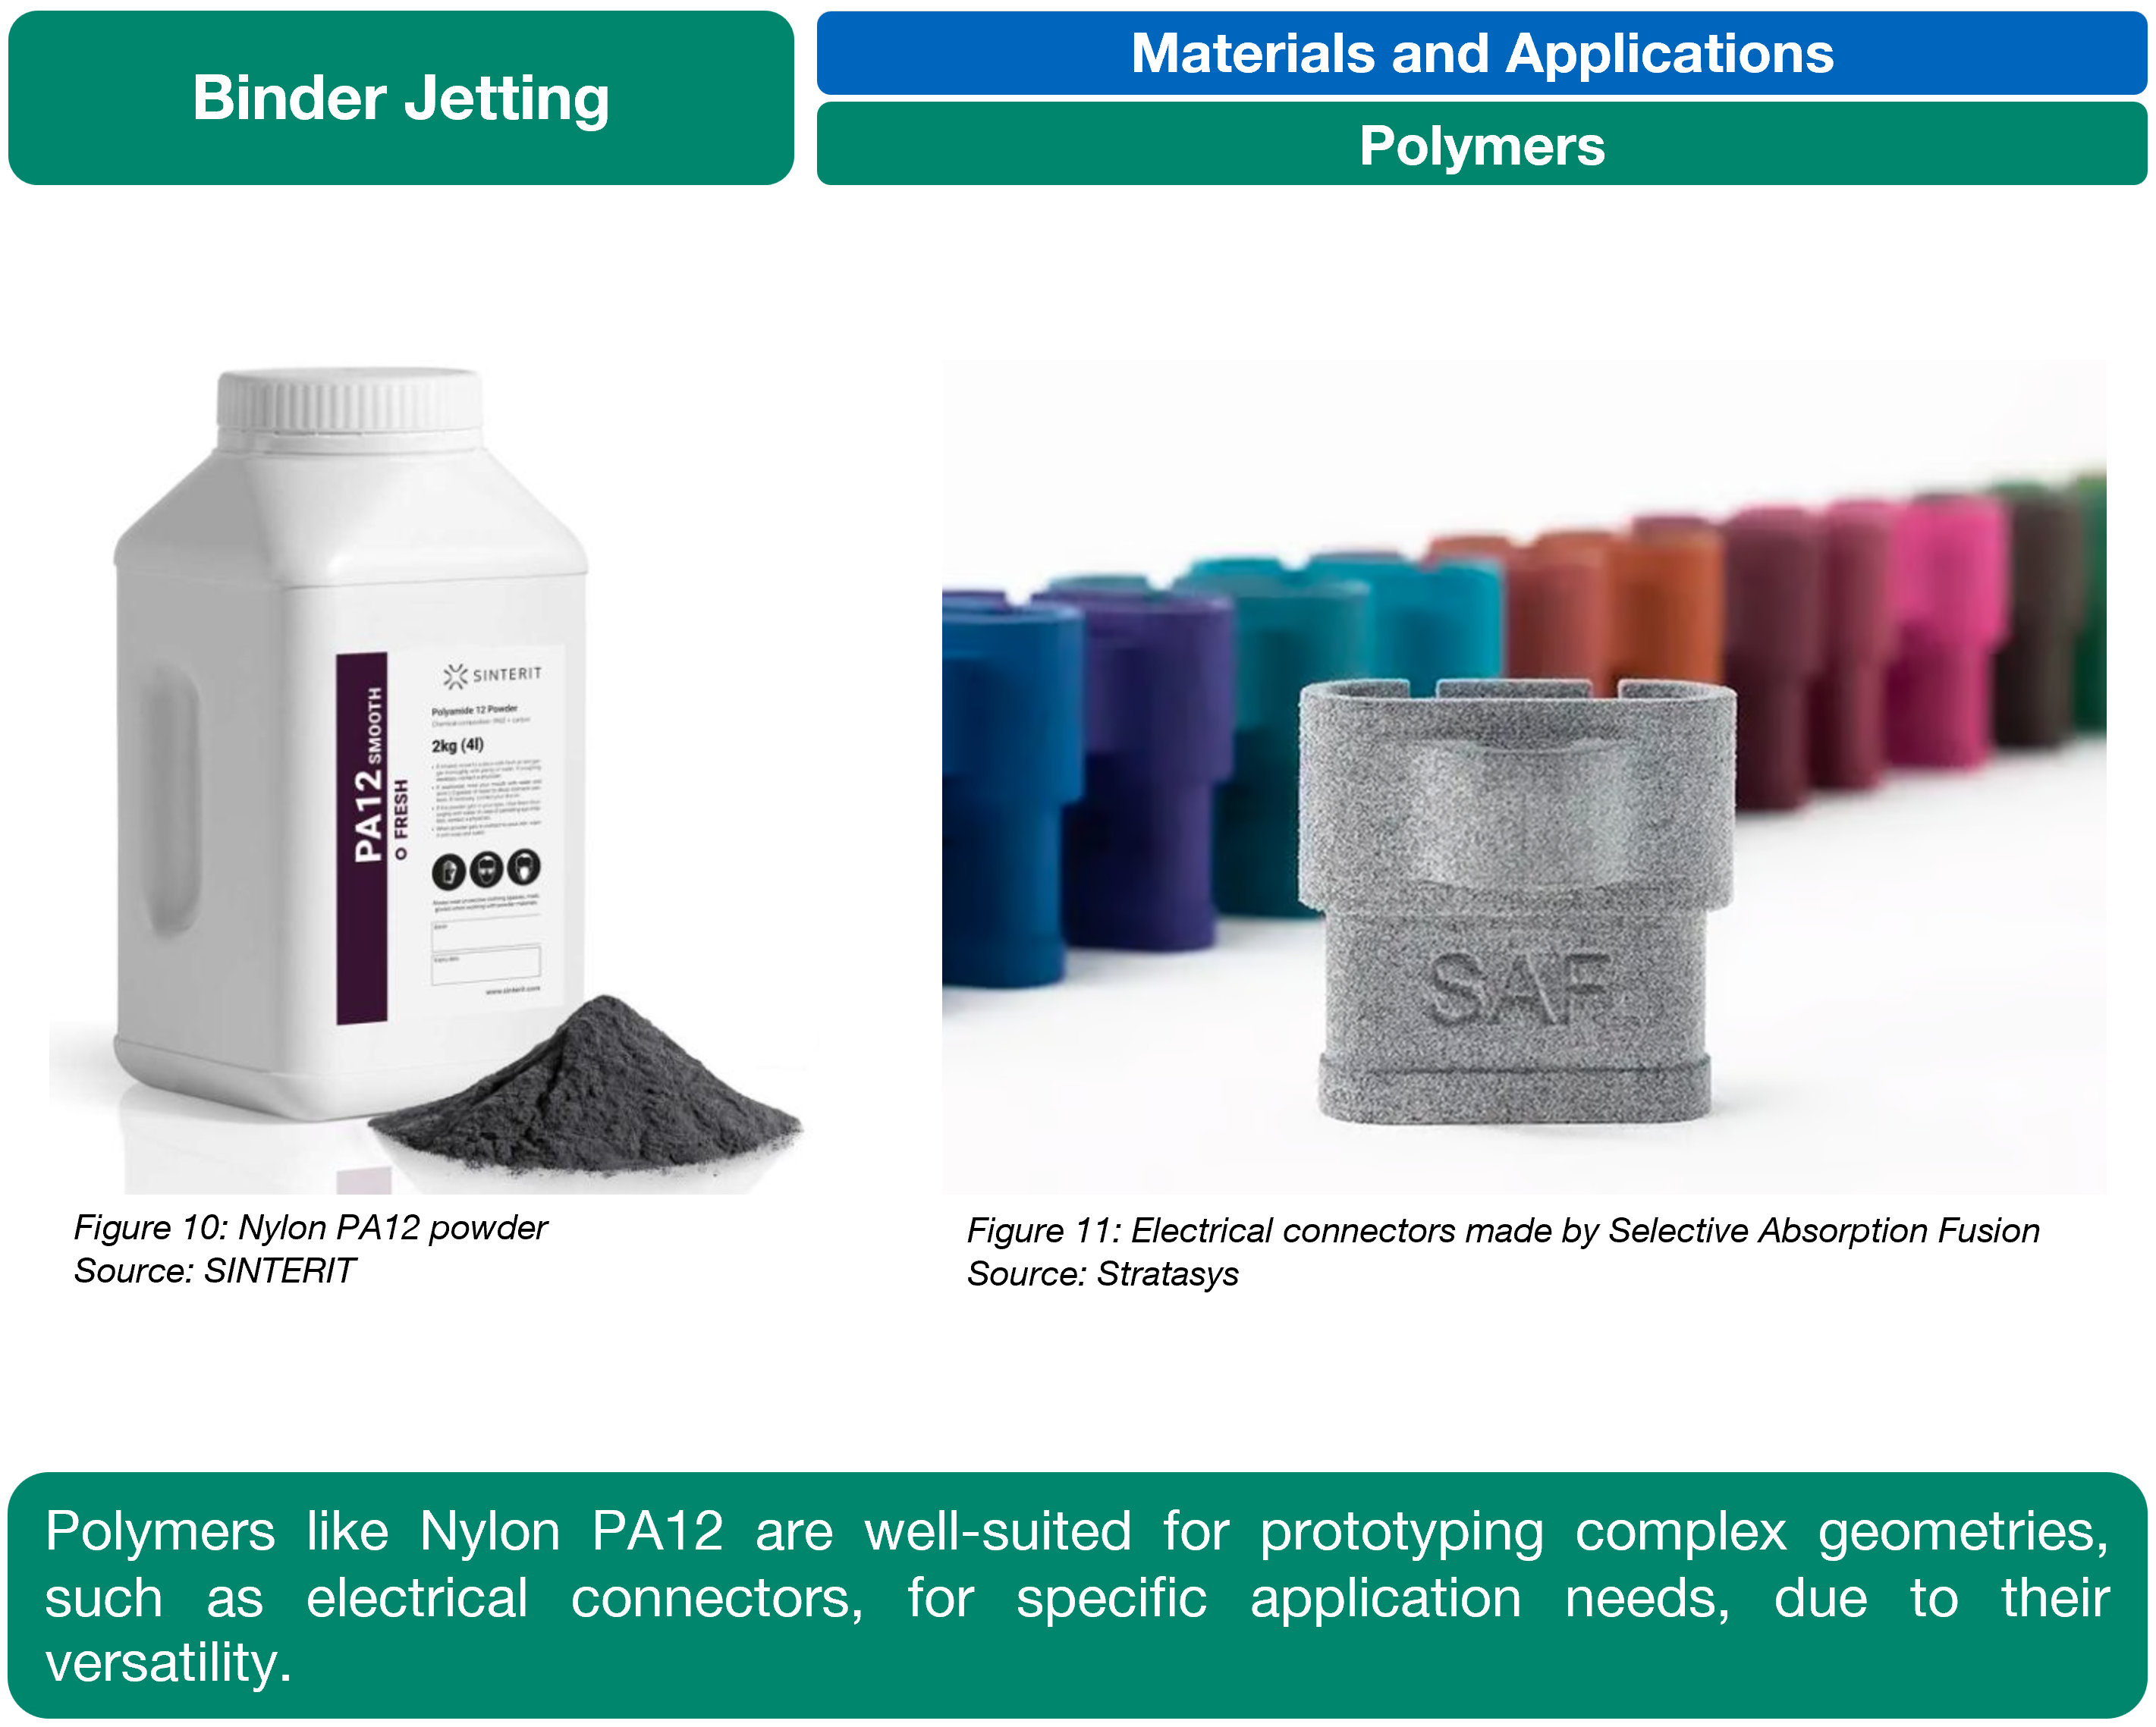 Binder Jetting
Materials and Applications
Polymers
SINTERIT
Polyamide 12 Powder
2kg (4l)
PA12 SMOOTH
O FRESH
www.sinterit.com
SAF
Figure 10: Nylon PA12 powder
Source: SINTERIT
Figure 11: Electrical connectors made by Selective Absorption Fusion
Source: Stratasys
Polymers like Nylon PA12 are well-suited for prototyping complex geometries,
such as electrical connectors, for specific application needs, due to their
versatility.